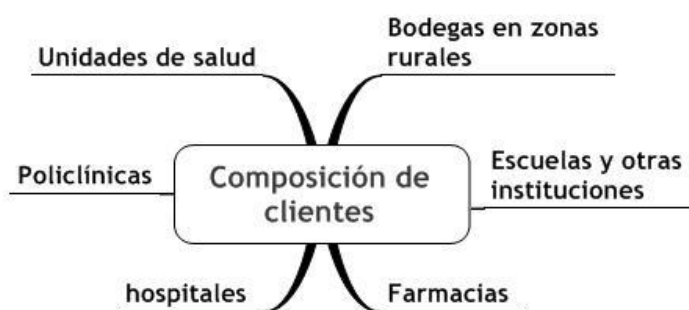 Unidades de salud
Bodegas en zonas
rurales
Policlínicas
Composición de
clientes
Escuelas y otras
instituciones
hospitales
Farmacias